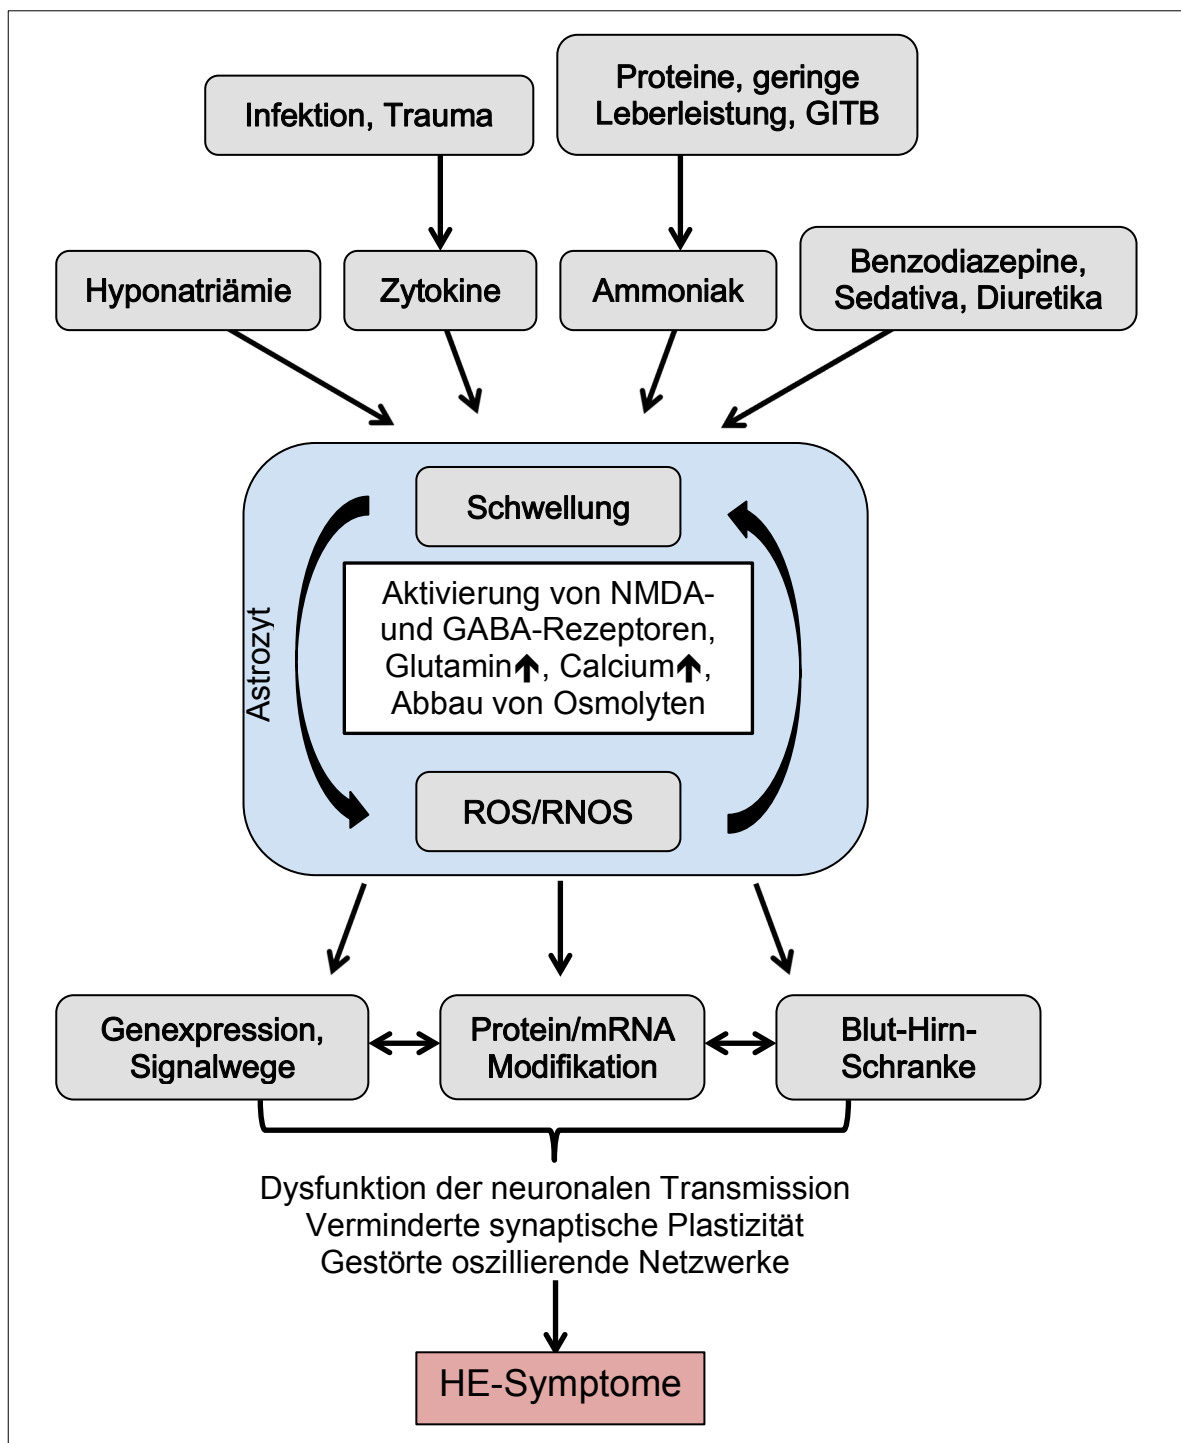 Proteine, geringe
Leberleistung, GITB
Infektion, Trauma
Hyponatriämie
Zytokine
Ammoniak
Benzodiazepine,
Sedativa, Diuretika
Schwellung
Astrozyt
Aktivierung von NMDA-
und GABA-Rezeptoren,
Glutamin↑, Calcium↑,
Abbau von Osmolyten
ROS/RNOS
Genexpression,
Signalwege
Protein/mRNA
Modifikation
Blut-Hirn-
Schranke
Dysfunktion der neuronalen Transmission
Verminderte synaptische Plastizität
Gestörte oszillierende Netzwerke
HE-Symptome